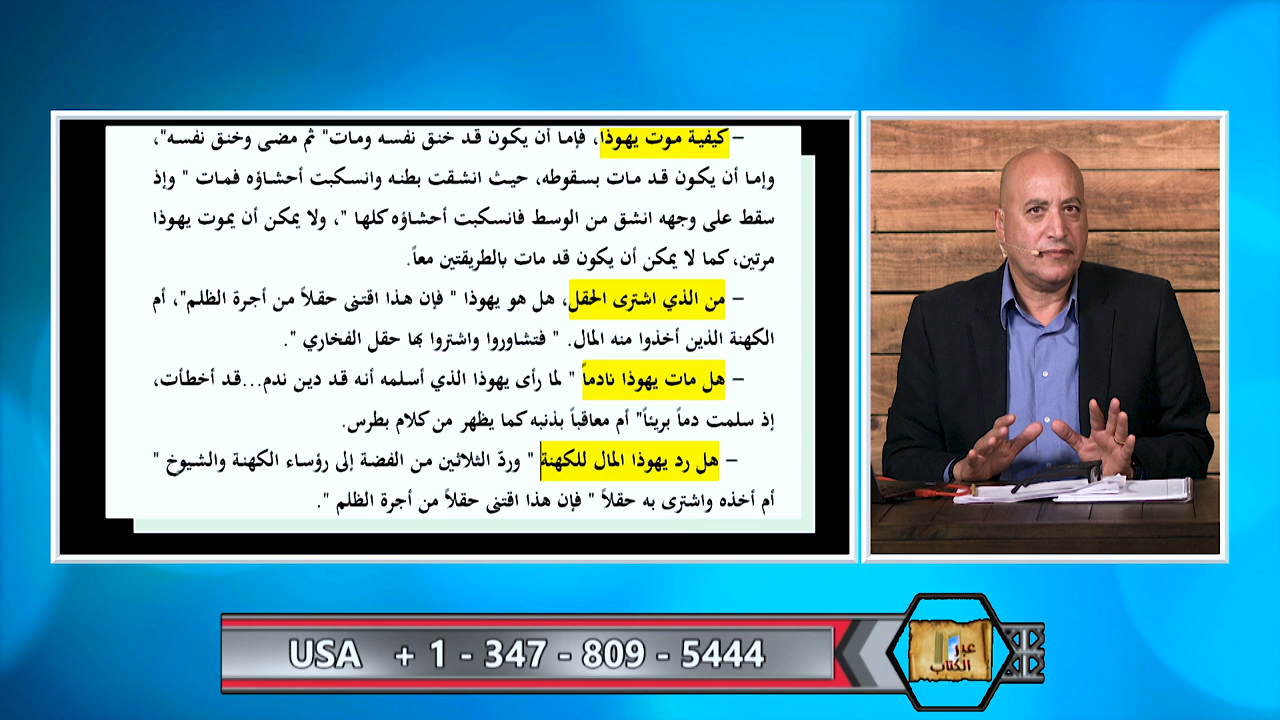 – كيفية موت يهوذا، فإما أن يكون قد خنق نفسه ومات" ثم مضى وخنق نفسه"،
وإما أن يكون قد مات بسقوطه، حيث انشقت بطنه وانسكبت أحشاؤه فمات " وإذ
سقط على وجهه انشق من الوسط فانسكبت أحشاؤه كلها "، ولا يمكن أن يموت يهوذا
مرتين، كما لا يمكن أن يكون قد مات بالطريقتين معاً.
– من الذي اشترى الحقل، هل هو يهوذا " فإن هذا اقتنى حقلاً من أجرة الظلم"، أم
الكهنة الذين أخذوا منه المال. " فتشاوروا واشتروا بها حقل الفخاري ".
– هل مات يهوذا نادماً " لما رأى يهوذا الذي أسلمه أنه قد دين ندم...قد أخطأت،
إذ سلمت دماً بريئاً" أم معاقباً بذنبه كما يظهر من كلام بطرس.
– هل رد يهوذا المال للكهنة " وردّ الثلاثين من الفضة إلى رؤساء الكهنة والشيوخ "
أم أخذه واشترى به حقلاً " فإن هذا اقتنى حقلاً من أجرة الظلم ".
USA + 1 - 347 - 809 - 5444
عبر
الكتاب